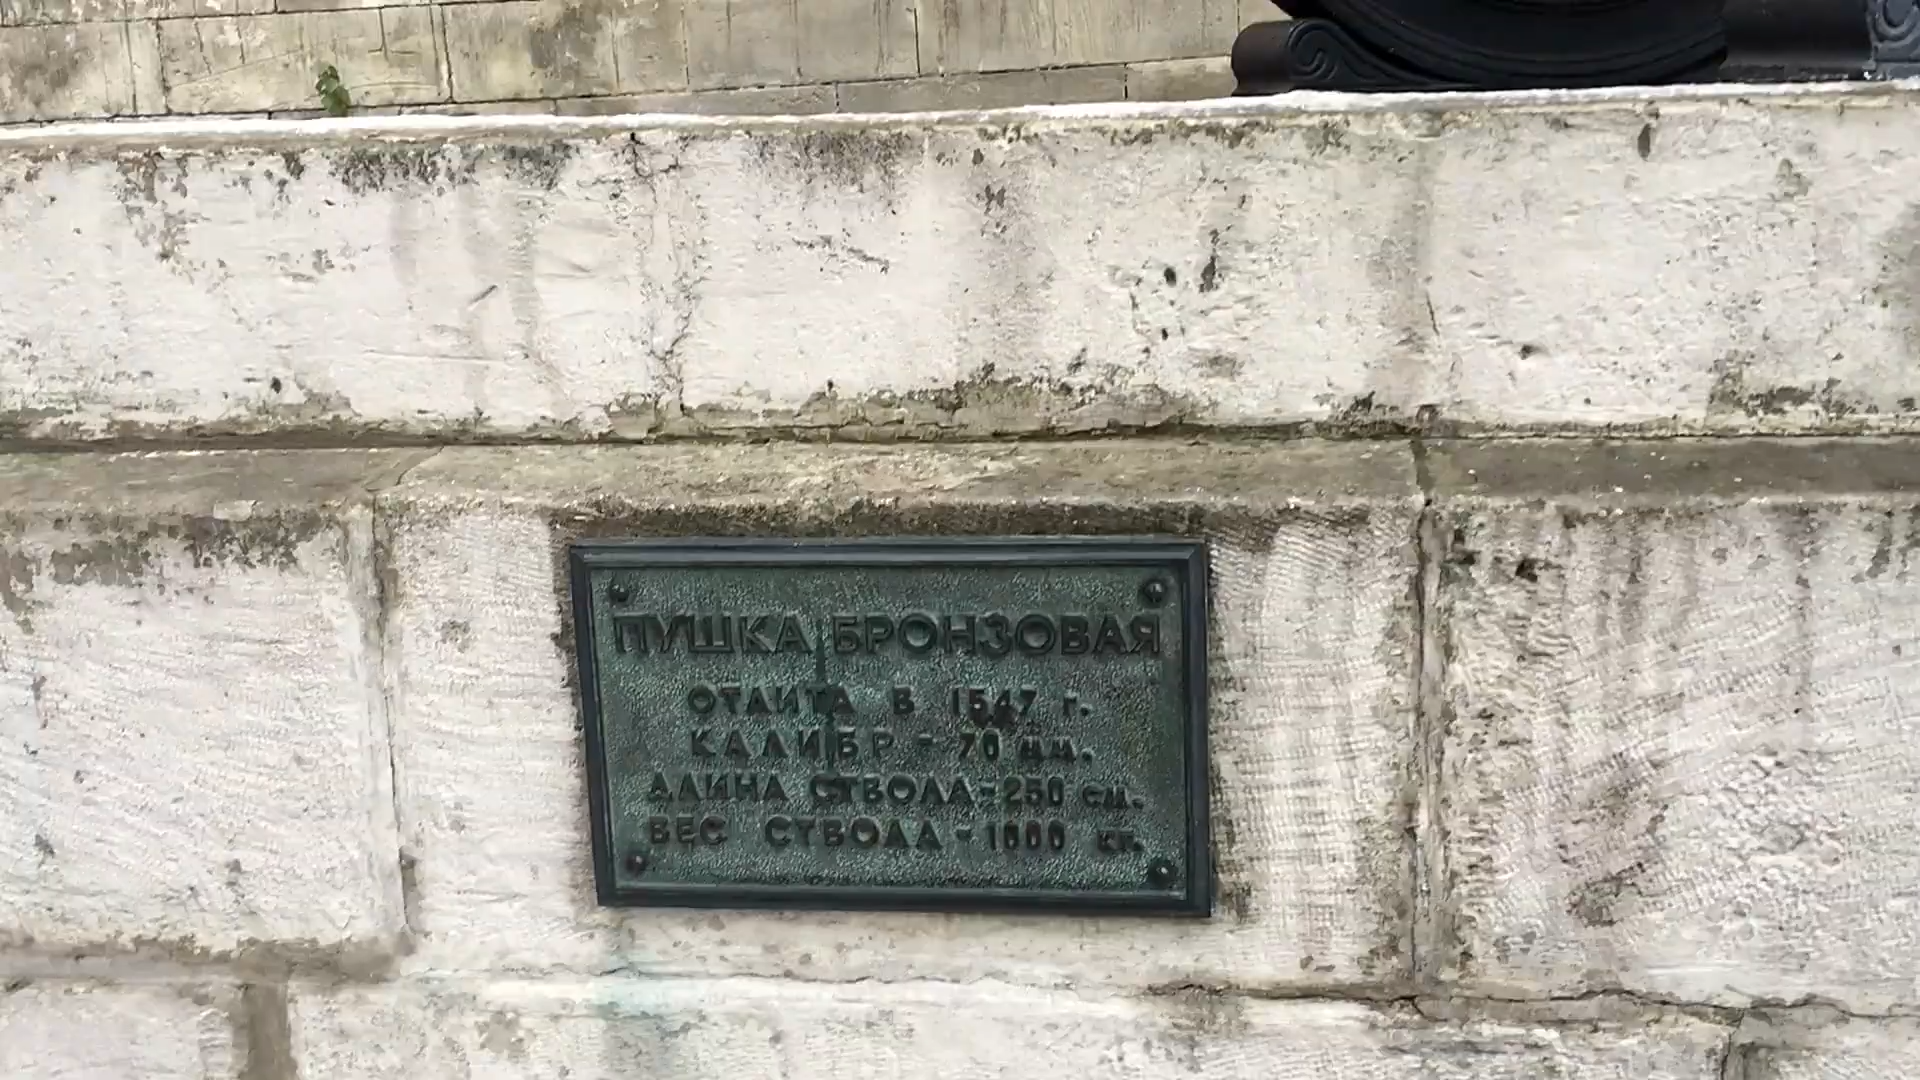 ПУШКА БРОНЗОВАЯ
ОТЛИТА В 1547 г.
КАЛИБР - 70 мм.
ДЛИНА СТВОЛА - 250 см.
ВЕС СТВОЛА - 1000 кг.